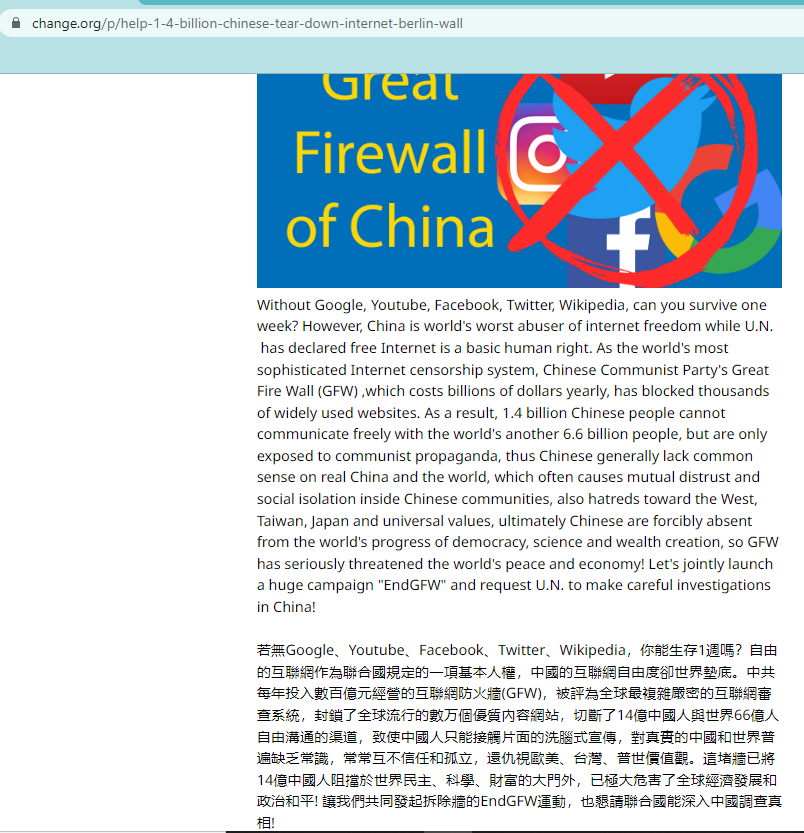 change.org/p/help-1-4-billion-chinese-tear-down-internet-berlin-wall
Great
Firewall
of China
Without Google, Youtube, Facebook, Twitter, Wikipedia, can you survive one
week? However, China is world's worst abuser of internet freedom while U.N.
has declared free Internet is a basic human right. As the world's most
sophisticated Internet censorship system, Chinese Communist Party's Great
Fire Wall (GFW) ,which costs billions of dollars yearly, has blocked thousands
of widely used websites. As a result, 1.4 billion Chinese people cannot
communicate freely with the world's another 6.6 billion people, but are only
exposed to communist propaganda, thus Chinese generally lack common
sense on real China and the world, which often causes mutual distrust and
social isolation inside Chinese communities, also hatreds toward the West,
Taiwan, Japan and universal values, ultimately Chinese are forcibly absent
from the world's progress of democracy, science and wealth creation, so GFW
has seriously threatened the world's peace and economy! Let's jointly launch
a huge campaign "EndGFW" and request U.N. to make careful investigations
in China!
若無Google、Youtube、Facebook、Twitter、Wikipedia，你能生存1週嗎？自由
的互聯網作為聯合國規定的一項基本人權，中國的互聯網自由度卻世界墊底。中共
每年投入數百億元經營的互聯網防火牆(GFW)，被評為全球最複雜嚴密的互聯網審
查系統，封鎖了全球流行的數万個優質內容網站，切斷了14億中國人與世界66億人
自由溝通的渠道，致使中國人只能接觸片面的洗腦式宣傳，對真實的中國和世界普
遍缺乏常識，常常互不信任和孤立，還仇視歐美、台灣、普世價值觀。這堵牆已將
14億中國人阻擋於世界民主、科學、財富的大門外，已極大危害了全球經濟發展和
政治和平! 讓我們共同發起拆除牆的EndGFW運動，也懇請聯合國能深入中國調查真
相!